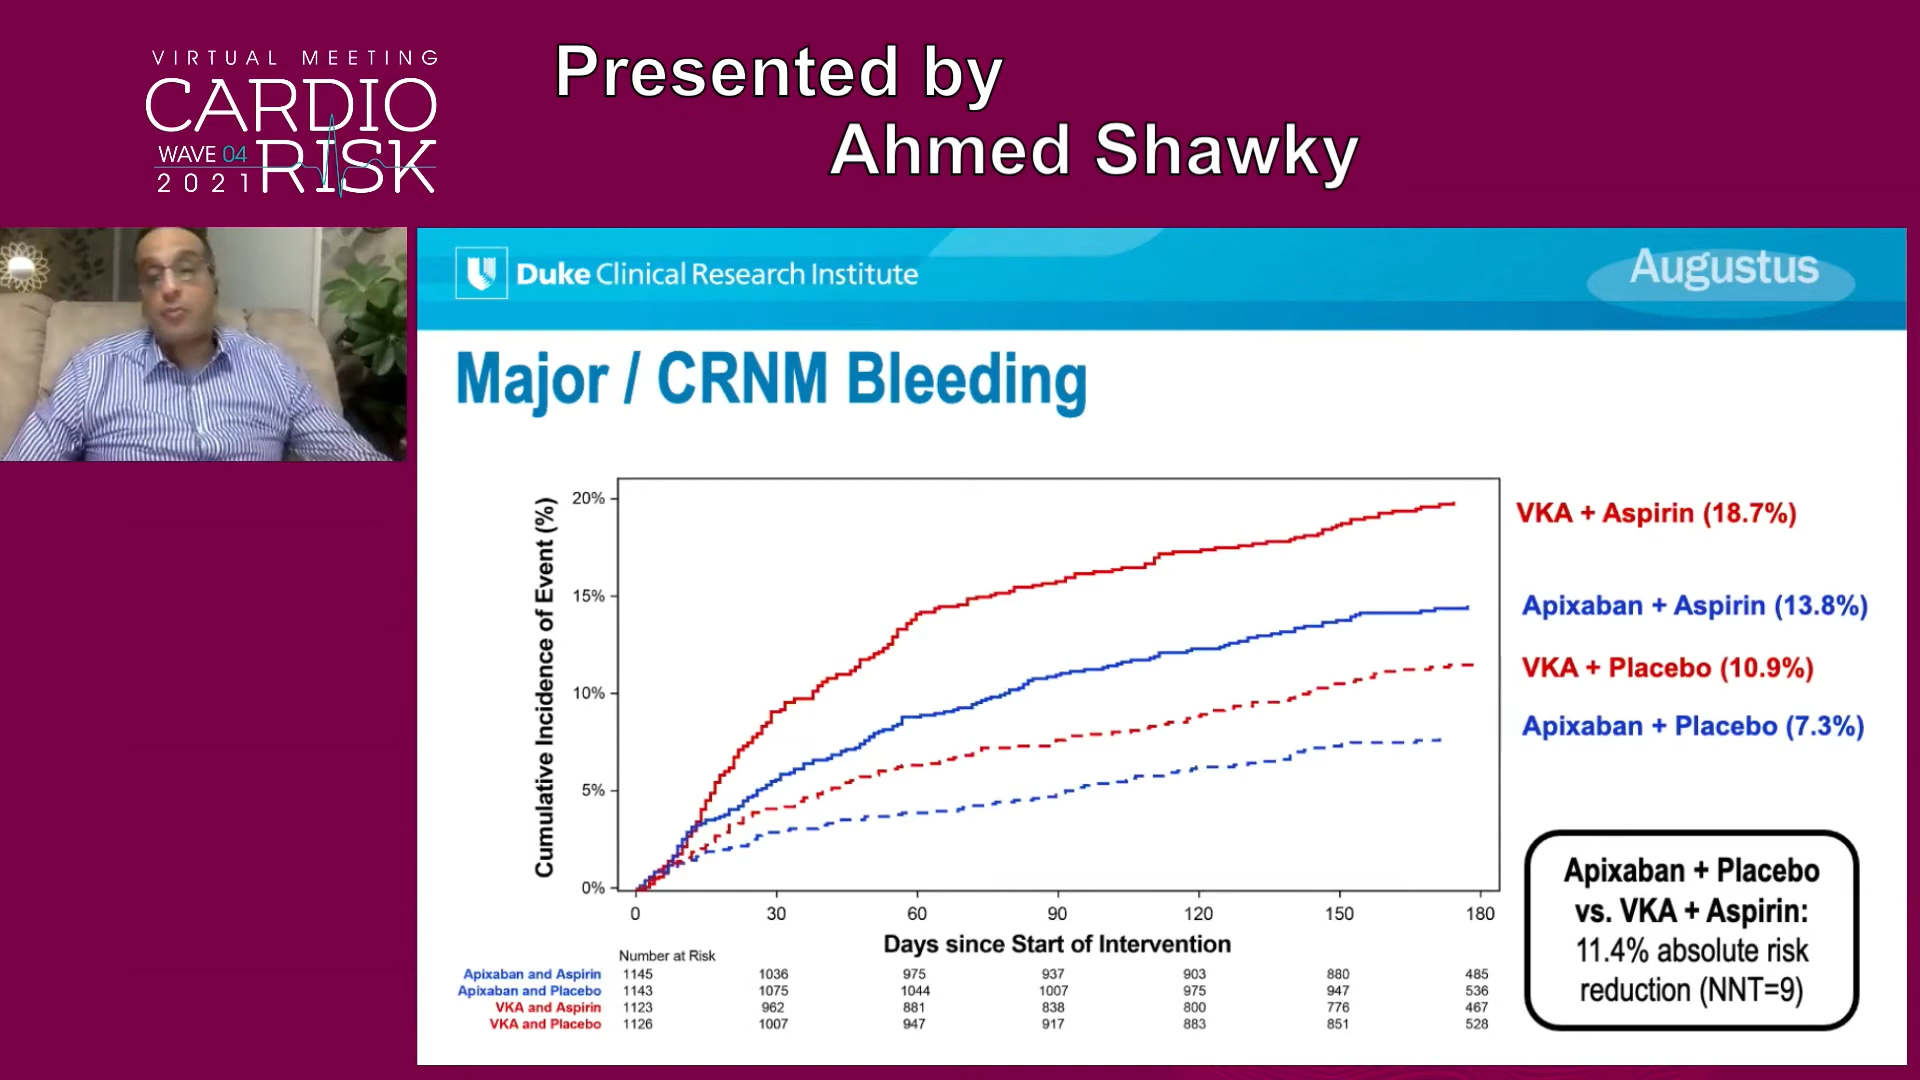 VIRTUAL MEETING
CARDIO
WAVE 04 RISK
2021
Presented by
Ahmed Shawky
Duke Clinical Research Institute
Augustus
Major / CRNM Bleeding
Cumulative Incidence of Event (%)
20%
15%
10%
5%
0%
0 30 60 90 120 150 180
Days since Start of Intervention
VKA + Aspirin (18.7%)
Apixaban + Aspirin (13.8%)
VKA + Placebo (10.9%)
Apixaban + Placebo (7.3%)
Number at Risk
Apixaban and Aspirin 1145 1036 975 937 903 880 485
Apixaban and Placebo 1143 1075 1044 1007 975 947 536
VKA and Aspirin 1123 962 881 838 800 776 467
VKA and Placebo 1126 1007 947 917 883 851 528
Apixaban + Placebo
vs. VKA + Aspirin:
11.4% absolute risk
reduction (NNT=9)